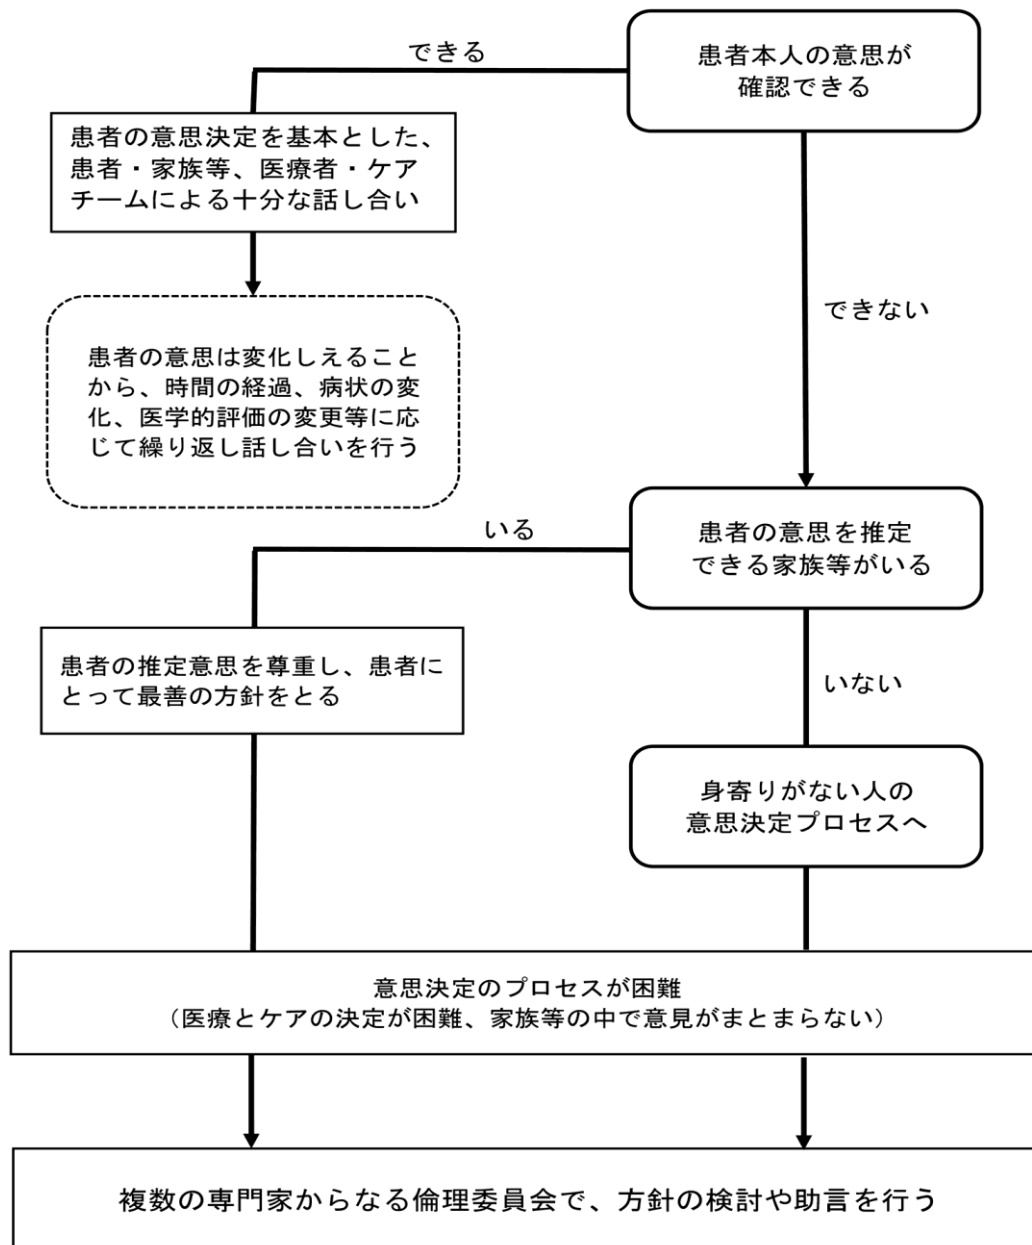 患者本人の意思が
確認できる
できる
患者の意思決定を基本とした、
患者・家族等、医療者・ケア
チームによる十分な話し合い
患者の意思は変化しえること
から、時間の経過、病状の変
化、医学的評価の変更等に応
じて繰り返し話し合いを行う
できない
患者の意思を推定
できる家族等がいる
いる
患者の推定意思を尊重し、患者に
とって最善の方針をとる
いない
身寄りがない人の
意思決定プロセスへ
意思決定のプロセスが困難
（医療とケアの決定が困難、家族等の中で意見がまとまらない）
複数の専門家からなる倫理委員会で、方針の検討や助言を行う